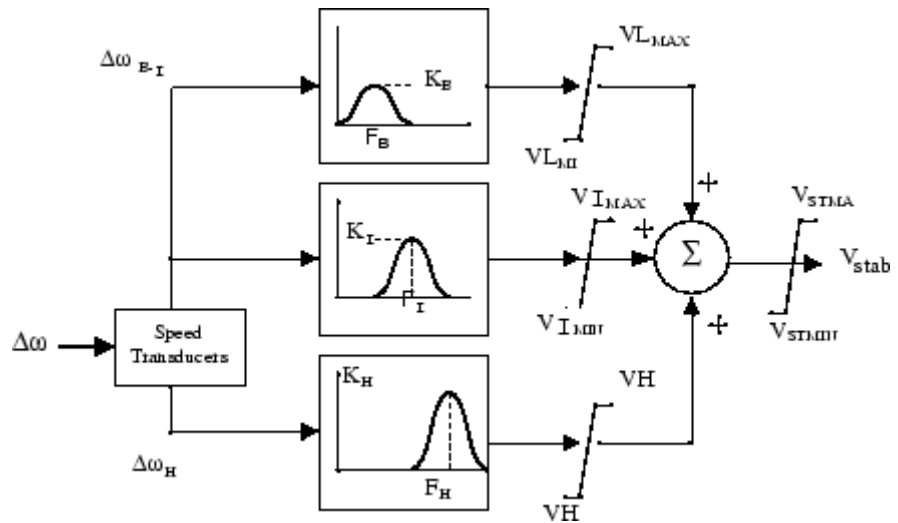 Δω B-I
K_B
F_B
VL_MAX
VL_MI
K_I
F_I
VI_MAX
VI_MIN
+
+
+
Σ
V_STMA
V_STMIN
V_stab
Δω
Speed
Transducers
K_H
F_H
VH
VH
Δω_H